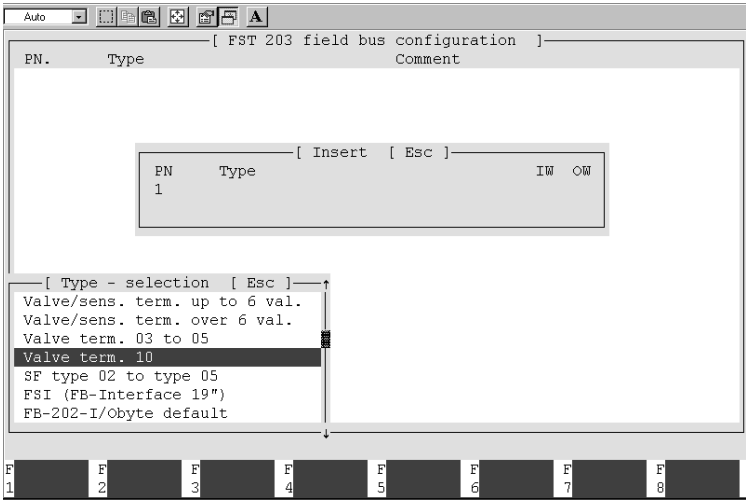 Auto
A
[ FST 203 field bus configuration ]
PN. Type Comment
[ Insert [ Esc ]
PN Type IW OW
1
[ Type - selection [ Esc ]
Valve/sens. term. up to 6 val.
Valve/sens. term. over 6 val.
Valve term. 03 to 05
Valve term. 10
SF type 02 to type 05
FSI (FB-Interface 19")
FB-202-I/Obyte default
F F F F F F F F
1 2 3 4 5 6 7 8